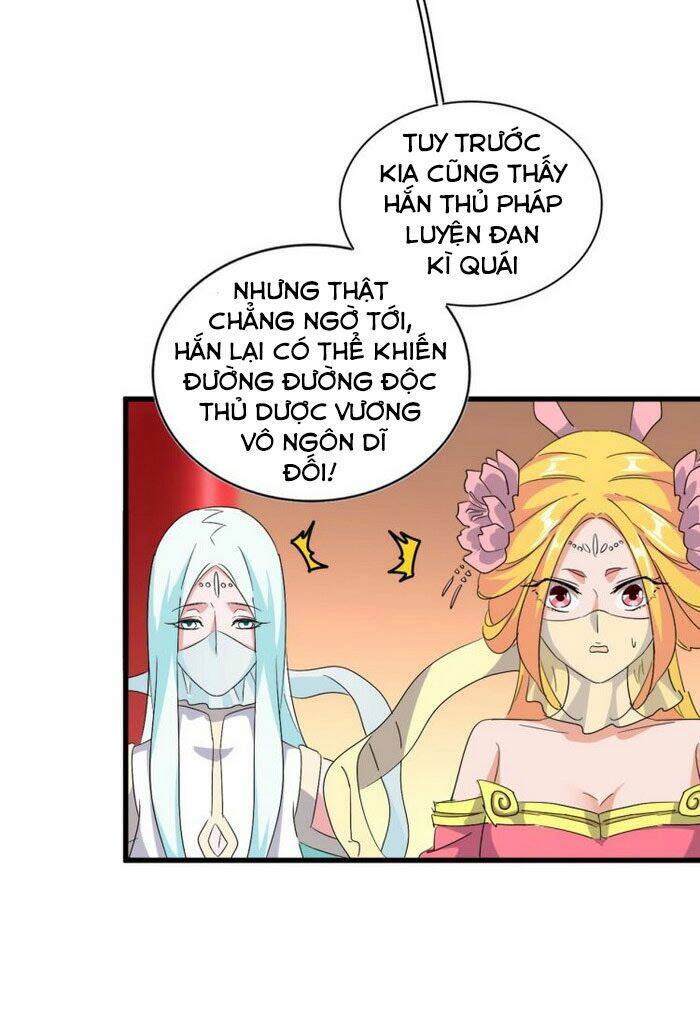 TUY TRƯỚC
KIA CŨNG THẤY
HẮN THỦ PHÁP
LUYỆN ĐAN
KÌ QUÁI
NHƯNG THẬT
CHẲNG NGỜ TỚI,
HẮN LẠI CÓ THỂ KHIẾN
ĐƯỜNG ĐƯỜNG ĐỘC
THỦ DƯỢC VƯƠNG
VÔ NGÔN DĨ
ĐỐI!